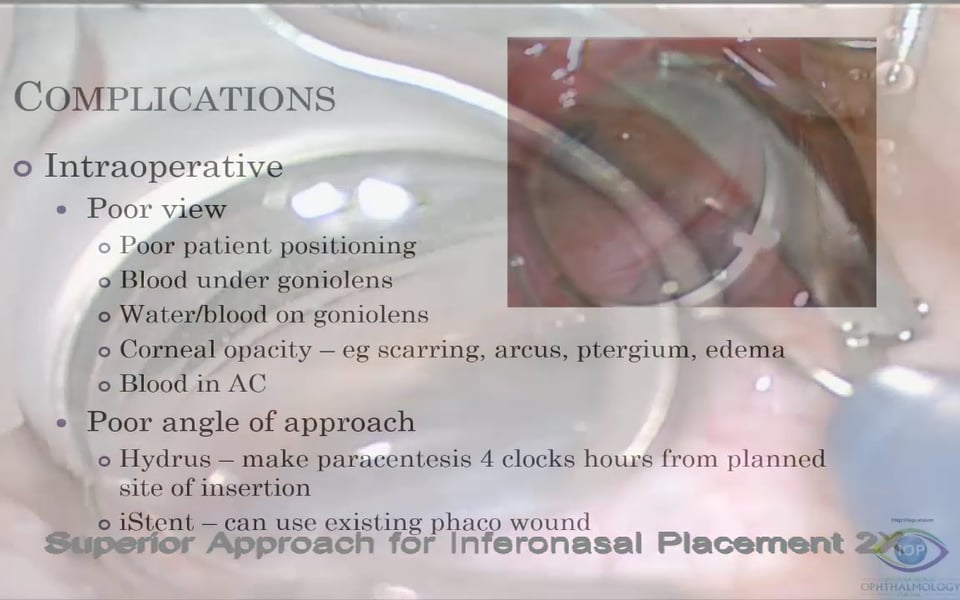 COMPLICATIONS
Intraoperative
Poor view
Poor patient positioning
Blood under goniolens
Water/blood on goniolens
Corneal opacity – eg scarring, arcus, ptergium, edema
Blood in AC
Poor angle of approach
Hydrus – make paracentesis 4 clocks hours from planned
site of insertion
iStent – can use existing phaco wound
Superior Approach for Inferonasal Placement 2X
IOP
OPHTHALMOLOGY